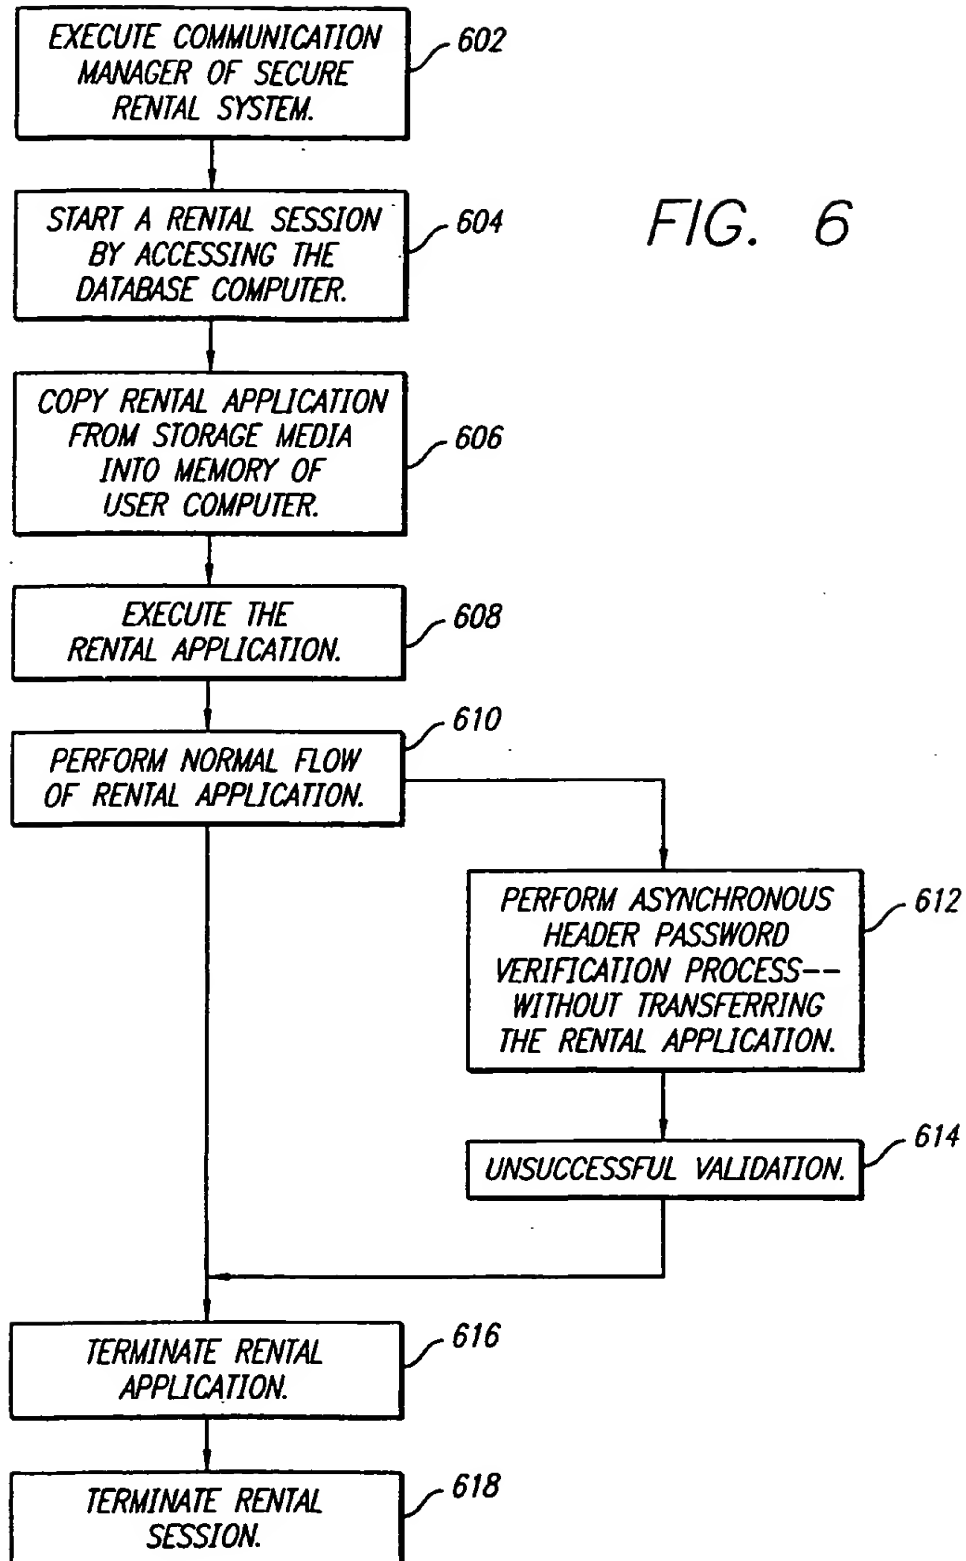 EXECUTE COMMUNICATION
MANAGER OF SECURE
RENTAL SYSTEM.
602
START A RENTAL SESSION
BY ACCESSING THE
DATABASE COMPUTER.
604
FIG. 6
COPY RENTAL APPLICATION
FROM STORAGE MEDIA
INTO MEMORY OF
USER COMPUTER.
606
EXECUTE THE
RENTAL APPLICATION.
608
PERFORM NORMAL FLOW
OF RENTAL APPLICATION.
610
PERFORM ASYNCHRONOUS
HEADER PASSWORD
VERIFICATION PROCESS--
WITHOUT TRANSFERRING
THE RENTAL APPLICATION.
612
UNSUCCESSFUL VALIDATION.
614
TERMINATE RENTAL
APPLICATION.
616
TERMINATE RENTAL
SESSION.
618